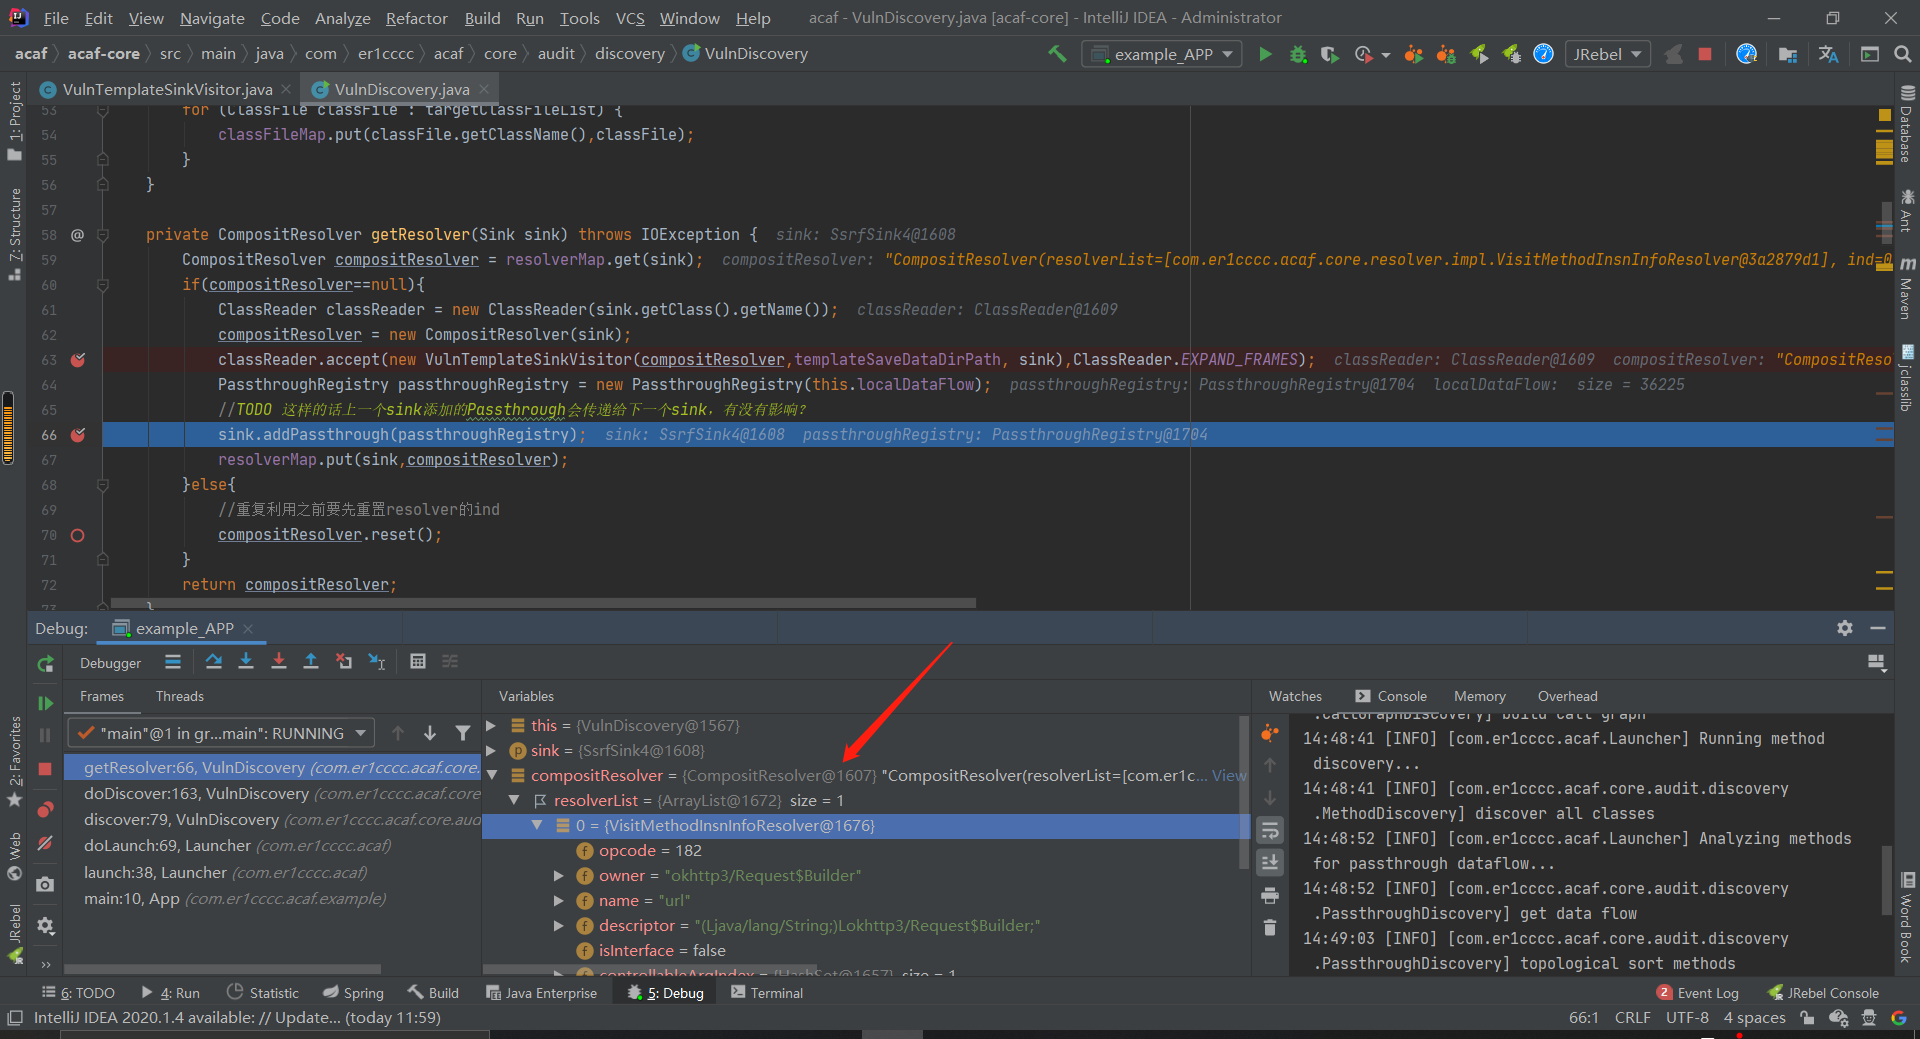 File Edit View Navigate Code Analyze Refactor Build Run Tools VCS Window Help acaf - VulnDiscovery.java [acaf-core] - IntelliJ IDEA - Administrator
acaf acaf-core src main java com er1cccc acaf core audit discovery VulnDiscovery example_APP JRebel
VulnTemplateSinkVisitor.java VulnDiscovery.java
53 for (ClassFile classFile : targetClassFileList) {
54 classFileMap.put(classFile.getClassName(),classFile);
55 }
56 }
57
58 @ private CompositResolver getResolver(Sink sink) throws IOException { sink: SsrfSink4@1608
59 CompositResolver compositResolver = resolverMap.get(sink); compositResolver: "CompositResolver(resolverList=[com.er1cccc.acaf.core.resolver.impl.VisitMethodInsnInfoResolver@3a2879d1], ind=0
60 if(compositResolver==null){
61 ClassReader classReader = new ClassReader(sink.getClass().getName()); classReader: ClassReader@1609
62 compositResolver = new CompositResolver(sink);
63 classReader.accept(new VulnTemplateSinkVisitor(compositResolver,templateSaveDataDirPath, sink),ClassReader.EXPAND_FRAMES); classReader: ClassReader@1609 compositResolver: "CompositReso
64 PassthroughRegistry passthroughRegistry = new PassthroughRegistry(this.localDataFlow); passthroughRegistry: PassthroughRegistry@1704 localDataFlow: size = 36225
65 //TODO 这样的话上一个sink添加的Passthrough会传递给下一个sink，有没有影响？
66 sink.addPassthrough(passthroughRegistry); sink: SsrfSink4@1608 passthroughRegistry: PassthroughRegistry@1704
67 resolverMap.put(sink,compositResolver);
68 }else{
69 //重复利用之前要先重置resolver的ind
70 compositResolver.reset();
71 }
72 return compositResolver;
73 }
1: Project
7: Structure
2: Favorites
Web
JRebel
Database
Ant
Maven
jclasslib
Word Book
Debug: example_APP
Debugger
Frames Threads
"main"@1 in gr...main": RUNNING
getResolver:66, VulnDiscovery (com.er1cccc.acaf.core.
doDiscover:163, VulnDiscovery (com.er1cccc.acaf.core
discover:79, VulnDiscovery (com.er1cccc.acaf.core.aud
doLaunch:69, Launcher (com.er1cccc.acaf)
launch:38, Launcher (com.er1cccc.acaf)
main:10, App (com.er1cccc.acaf.example)
Variables
this = {VulnDiscovery@1567}
sink = {SsrfSink4@1608}
compositResolver = {CompositResolver@1607} "CompositResolver(resolverList=[com.er1c... View
resolverList = {ArrayList@1672} size = 1
0 = {VisitMethodInsnInfoResolver@1676}
opcode = 182
owner = "okhttp3/Request$Builder"
name = "url"
descriptor = "(Ljava/lang/String;)Lokhttp3/Request$Builder;"
isInterface = false
controllableArgIndex = {HashSet@1657} size = 1
Watches Console Memory Overhead
.CallGraphDiscovery] build call graph
14:48:41 [INFO] [com.er1cccc.acaf.Launcher] Running method
discovery...
14:48:41 [INFO] [com.er1cccc.acaf.core.audit.discovery
.MethodDiscovery] discover all classes
14:48:52 [INFO] [com.er1cccc.acaf.Launcher] Analyzing methods
for passthrough dataflow...
14:48:52 [INFO] [com.er1cccc.acaf.core.audit.discovery
.PassthroughDiscovery] get data flow
14:49:03 [INFO] [com.er1cccc.acaf.core.audit.discovery
.PassthroughDiscovery] topological sort methods
6: TODO 4: Run Statistic Spring Build Java Enterprise 5: Debug Terminal 2 Event Log JRebel Console
IntelliJ IDEA 2020.1.4 available: // Update... (today 11:59) 66:1 CRLF UTF-8 4 spaces